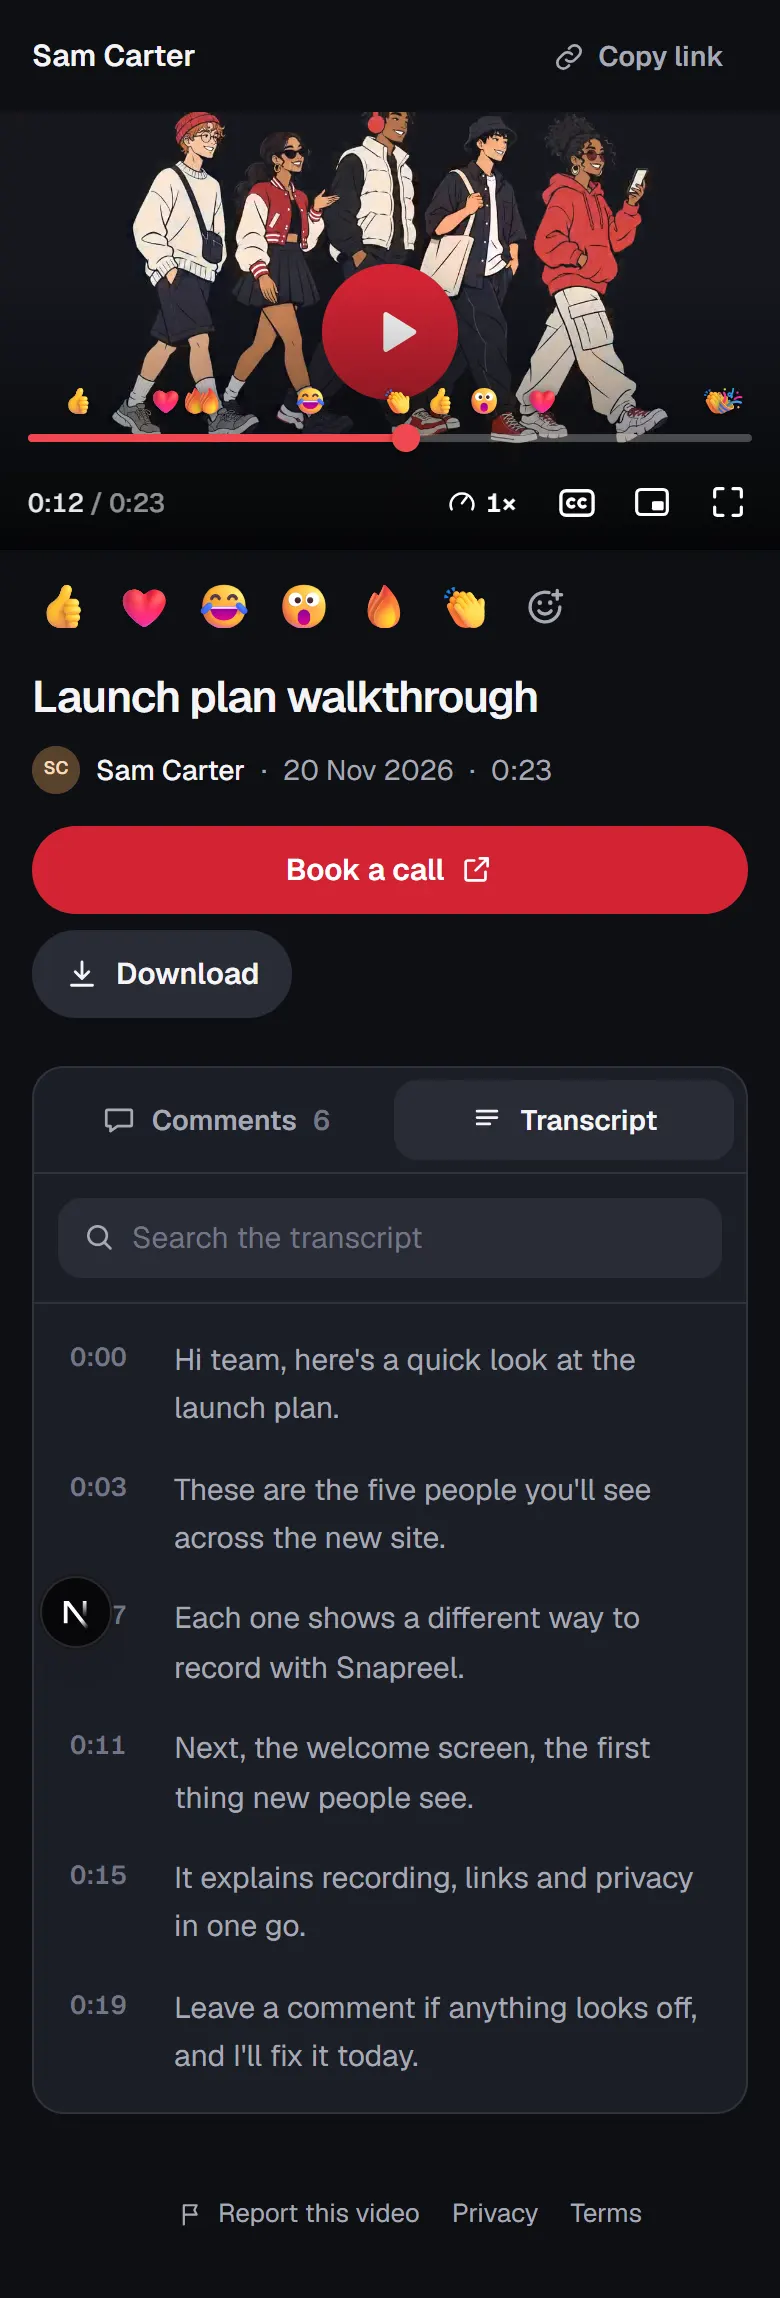 Sam Carter
Copy link
0:12 / 0:23
1×
CC
Launch plan walkthrough
SC
Sam Carter · 20 Nov 2026 · 0:23
Book a call
Download
Comments 6
Transcript
Search the transcript
0:00
Hi team, here's a quick look at the
launch plan.
0:03
These are the five people you'll see
across the new site.
N
7
Each one shows a different way to
record with Snapreel.
0:11
Next, the welcome screen, the first
thing new people see.
0:15
It explains recording, links and privacy
in one go.
0:19
Leave a comment if anything looks off,
and I'll fix it today.
Report this video
Privacy
Terms